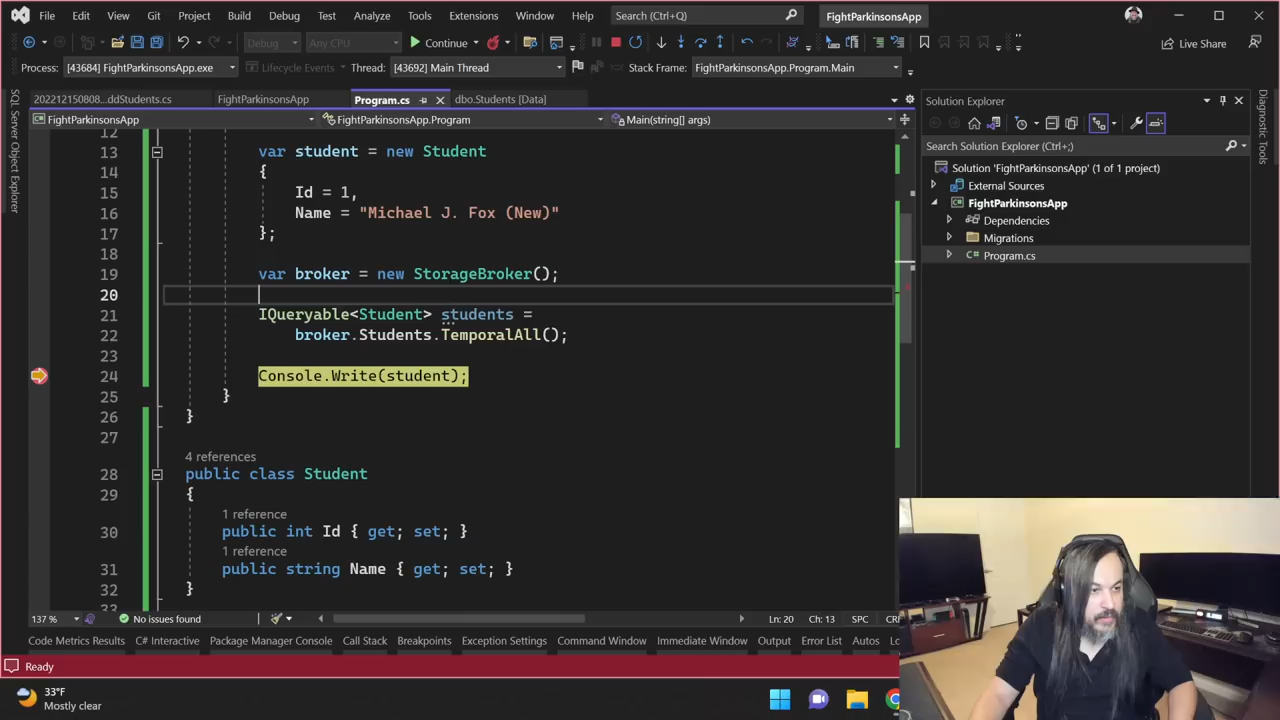 File Edit View Git Project Build Debug Test Analyze Tools Extensions Window Help Search (Ctrl+Q) FightParkinsonsApp
Debug Any CPU Continue Live Share
Process: [43684] FightParkinsonsApp.exe Lifecycle Events Thread: [43692] Main Thread Stack Frame: FightParkinsonsApp.Program.Main
202212150808...ddStudents.cs FightParkinsonsApp Program.cs dbo.Students [Data]
FightParkinsonsApp FightParkinsonsApp.Program Main(string[] args)
SQL Server Object Explorer
12
13 var student = new Student
14 {
15 Id = 1,
16 Name = "Michael J. Fox (New)"
17 };
18
19 var broker = new StorageBroker();
20
21 IQueryable<Student> students =
22 broker.Students.TemporalAll();
23
24 Console.Write(student);
25 }
26 }
27
4 references
28 public class Student
29 {
1 reference
30 public int Id { get; set; }
1 reference
31 public string Name { get; set; }
32 }
33
137 % No issues found Ln: 20 Ch: 13 SPC
Code Metrics Results C# Interactive Package Manager Console Call Stack Breakpoints Exception Settings Command Window Immediate Window Output Error List Autos
Ready
Solution Explorer
Search Solution Explorer (Ctrl+;)
Solution 'FightParkinsonsApp' (1 of 1 project)
External Sources
FightParkinsonsApp
Dependencies
Migrations
C# Program.cs
Diagnostic Tools
33°F
Mostly clear